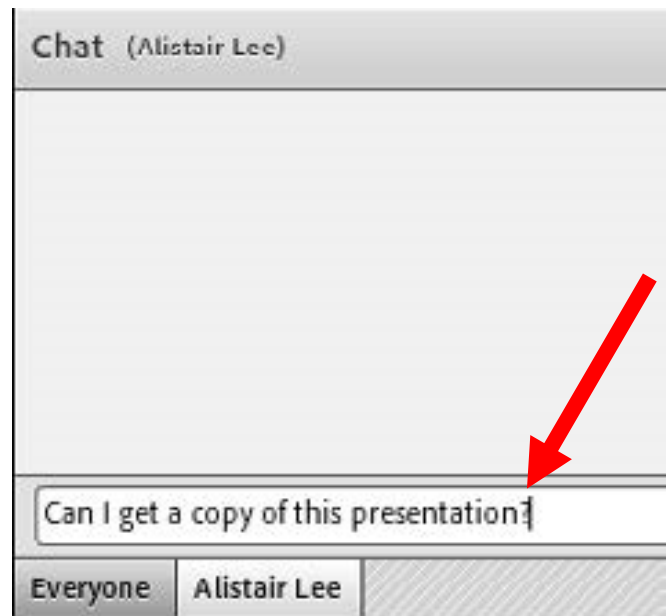 Chat (Alistair Lee)
Can I get a copy of this presentation?
Everyone Alistair Lee